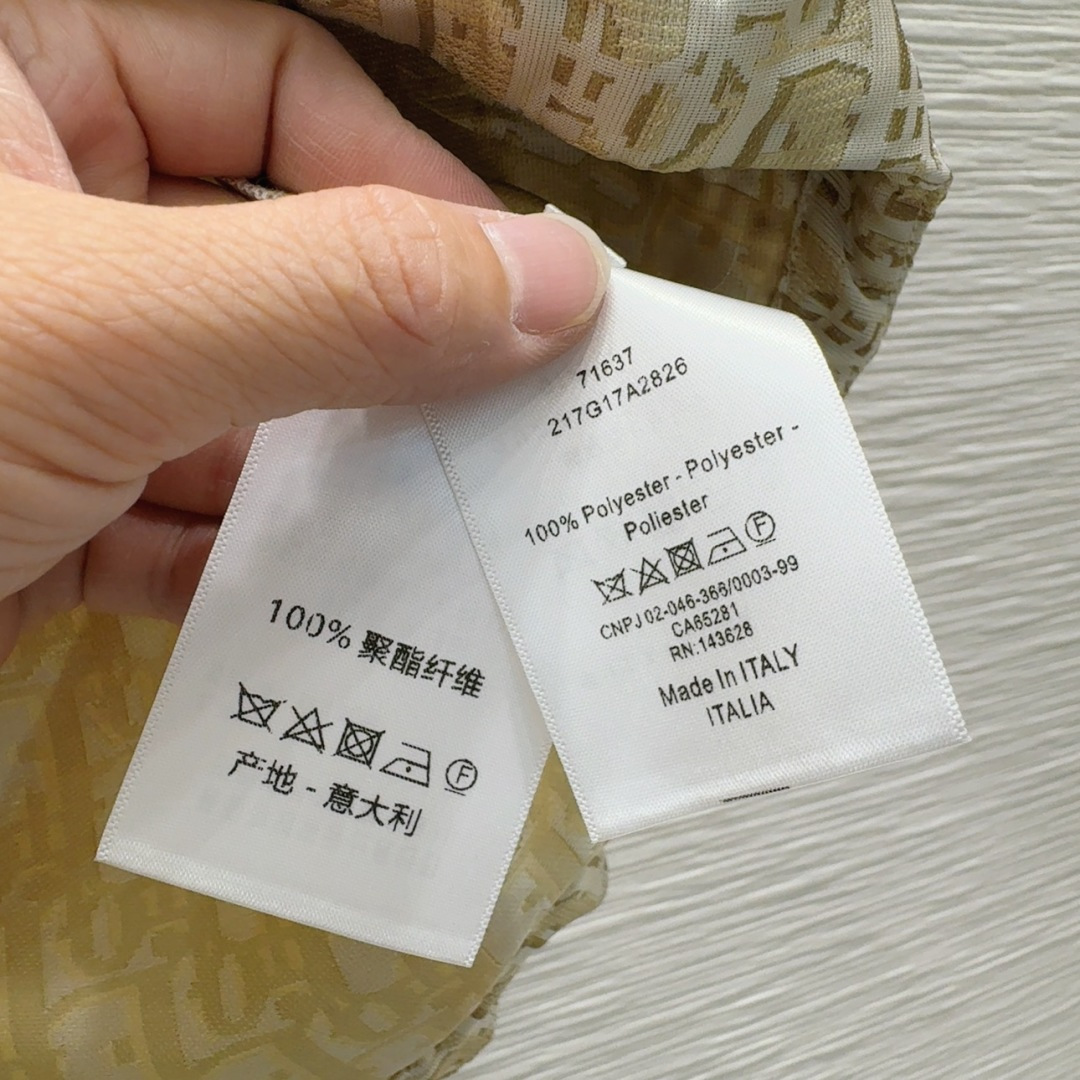 71637
217G17A2826
100% Polyester - Polyester -
Poliester
F
CNPJ 02-046-366/0003-99
CA65281
RN:143628
Made In ITALY
ITALIA
100% 聚酯纤维
F
产地 - 意大利